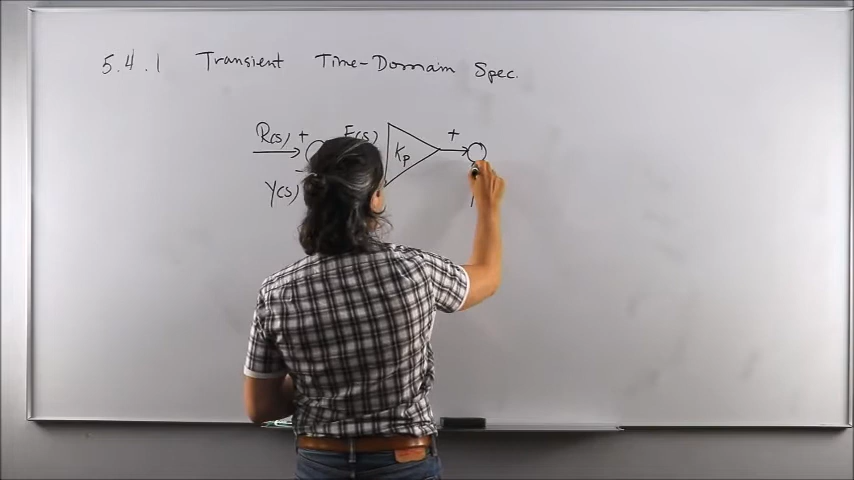 5.4.1 Transient Time-Domain Spec.
R(s) + E(s) +
Kp
-
Y(s)